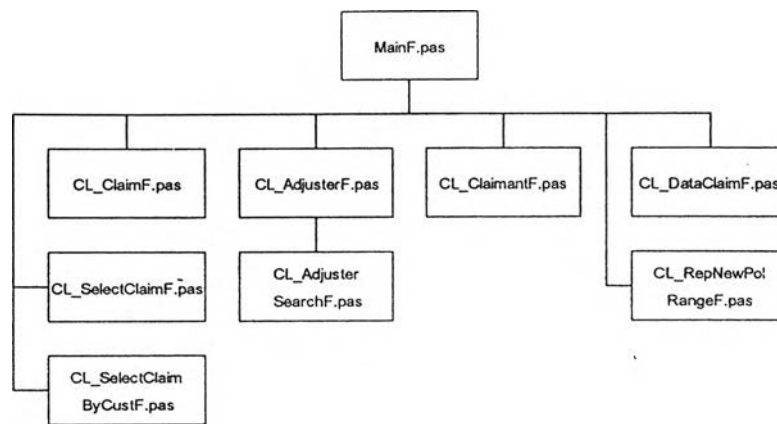 MainF.pas
CL_ClaimF.pas
CL_AdjusterF.pas
CL_ClaimantF.pas
CL_DataClaimF.pas
CL_SelectClaimF.pas
CL_Adjuster
SearchF.pas
CL_RepNewPol
RangeF.pas
CL_SelectClaim
ByCustF.pas